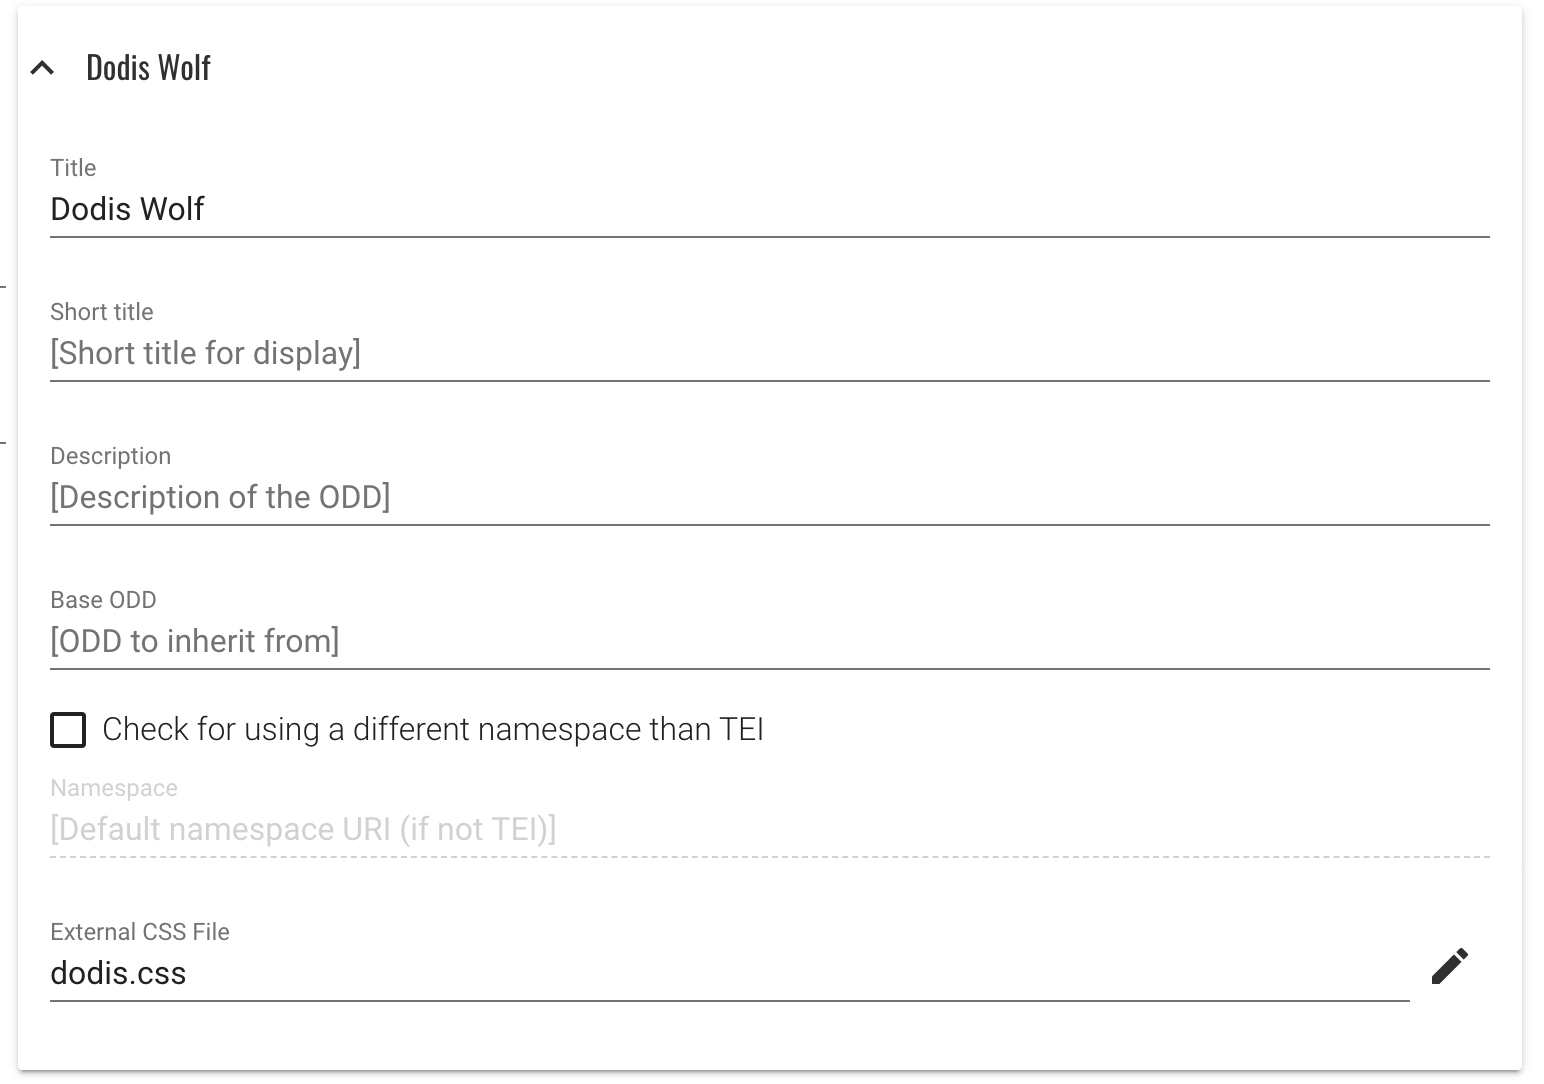 Dodis Wolf
Title
Dodis Wolf
Short title
[Short title for display]
Description
[Description of the ODD]
Base ODD
[ODD to inherit from]
Check for using a different namespace than TEI
Namespace
[Default namespace URI (if not TEI)]
External CSS File
dodis.css